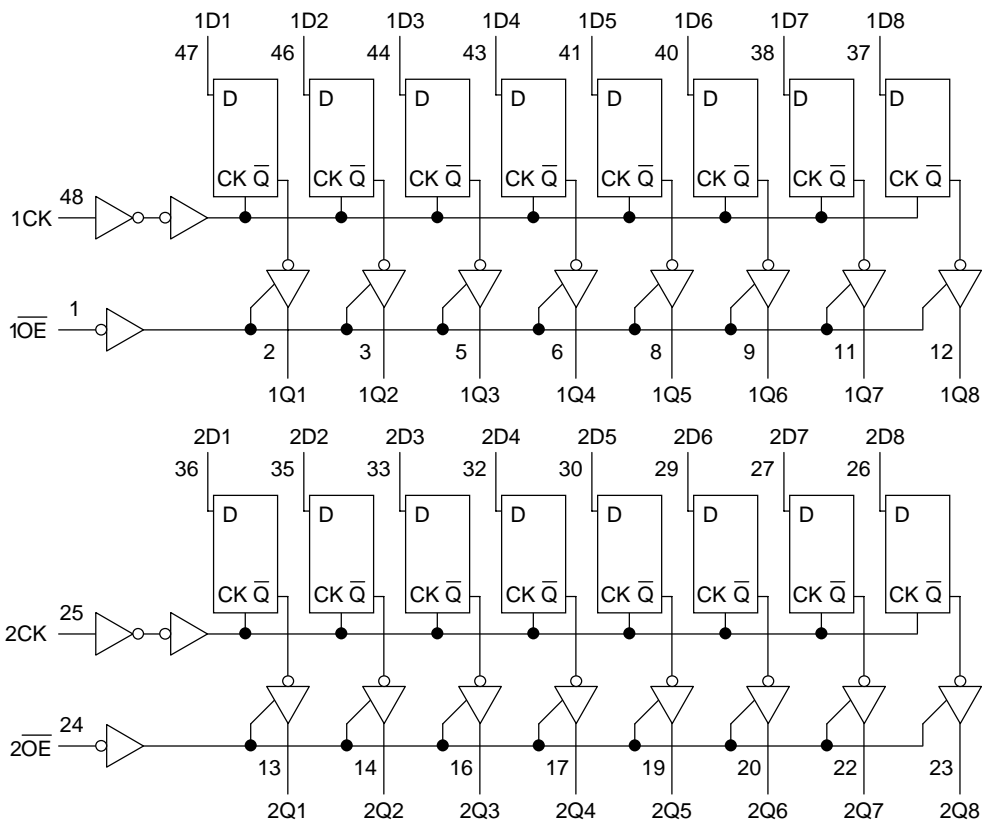 1D1 1D2 1D3 1D4 1D5 1D6 1D7 1D8
47 46 44 43 41 40 38 37
D D D D D D D D
CK Q̅ CK Q̅ CK Q̅ CK Q̅ CK Q̅ CK Q̅ CK Q̅ CK Q̅
48
1CK
1
1O̅E̅
2 3 5 6 8 9 11 12
1Q1 1Q2 1Q3 1Q4 1Q5 1Q6 1Q7 1Q8
2D1 2D2 2D3 2D4 2D5 2D6 2D7 2D8
36 35 33 32 30 29 27 26
D D D D D D D D
CK Q̅ CK Q̅ CK Q̅ CK Q̅ CK Q̅ CK Q̅ CK Q̅ CK Q̅
25
2CK
24
2O̅E̅
13 14 16 17 19 20 22 23
2Q1 2Q2 2Q3 2Q4 2Q5 2Q6 2Q7 2Q8